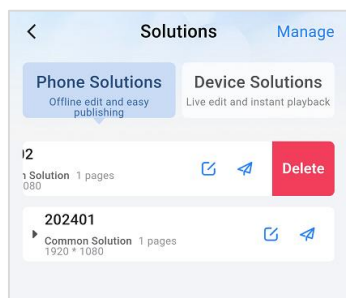 Solutions
Manage
Phone Solutions
Offline edit and easy
publishing
Device Solutions
Live edit and instant playback
02
Solution 1 pages
080
Delete
202401
Common Solution 1 pages
1920 * 1080